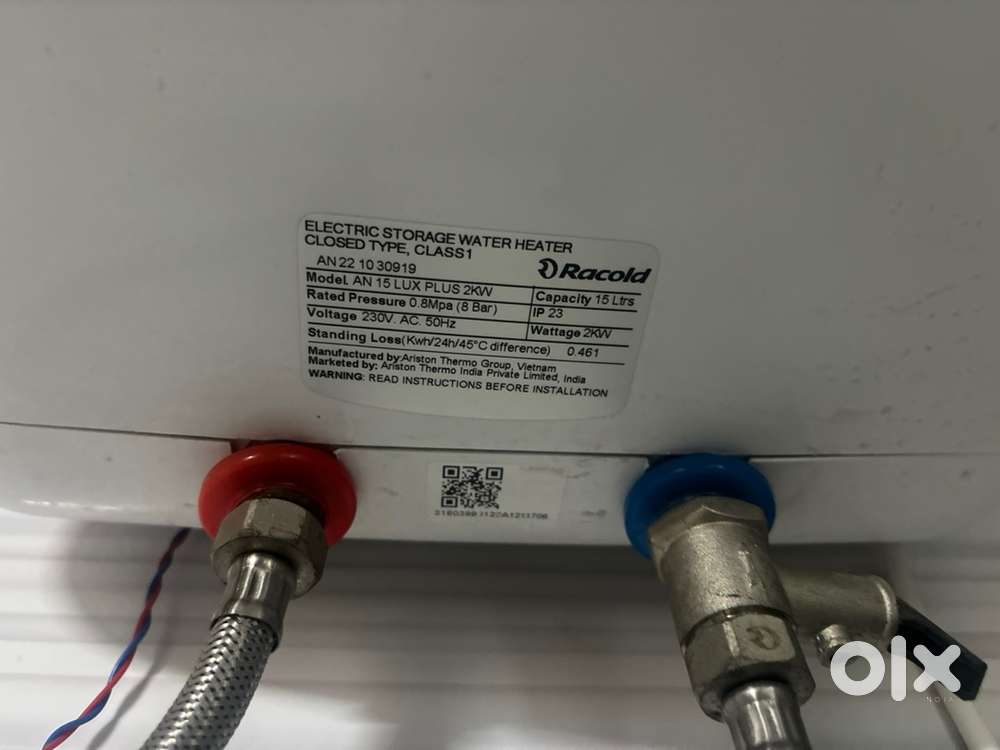 ELECTRIC STORAGE WATER HEATER
CLOSED TYPE, CLASS1
AN 22 10 30919
Racold
Model. AN 15 LUX PLUS 2KW
Capacity 15 Ltrs
Rated Pressure 0.8Mpa (8 Bar)
IP 23
Voltage 230V. AC. 50Hz
Wattage 2KW
Standing Loss(Kwh/24h/45°C difference) 0.461
Manufactured by:Ariston Thermo Group, Vietnam
Marketed by: Ariston Thermo India Private Limited, India
WARNING: READ INSTRUCTIONS BEFORE INSTALLATION
olx
INDIA